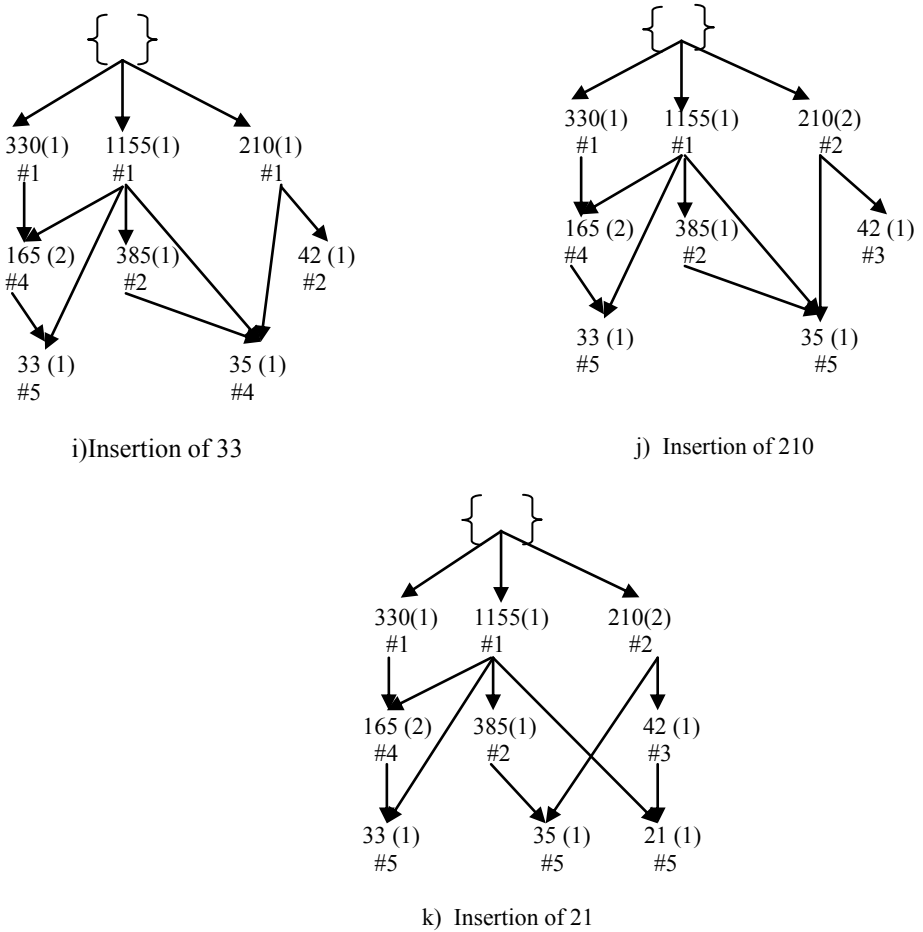 { }
330(1) 1155(1) 210(1)
#1 #1 #1
165 (2) 385(1) 42 (1)
#4 #2 #2
33 (1) 35 (1)
#5 #4
i)Insertion of 33
{ }
330(1) 1155(1) 210(2)
#1 #1 #2
165 (2) 385(1) 42 (1)
#4 #2 #3
33 (1) 35 (1)
#5 #5
j) Insertion of 210
{ }
330(1) 1155(1) 210(2)
#1 #1 #2
165 (2) 385(1) 42 (1)
#4 #2 #3
33 (1) 35 (1) 21 (1)
#5 #5 #5
k) Insertion of 21